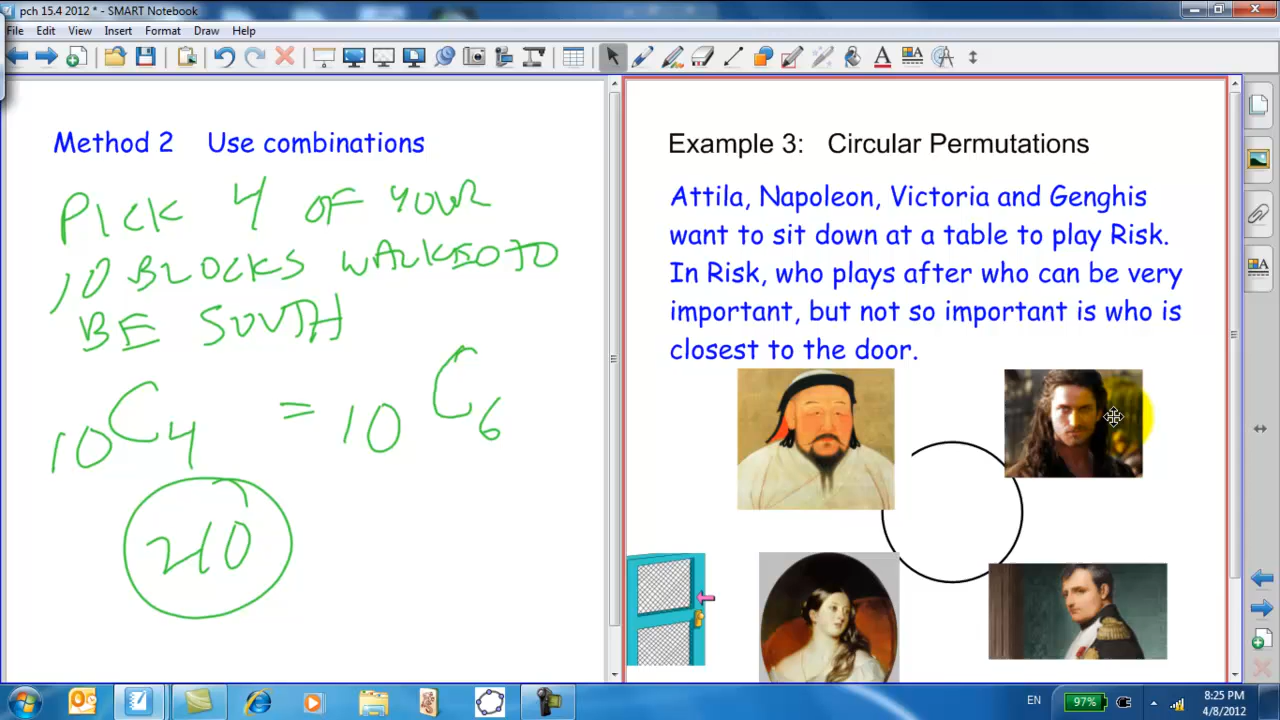 pch 15.4 2012 * - SMART Notebook
File Edit View Insert Format Draw Help
Method 2 Use combinations
PICK 4 OF YOUR
10 BLOCKS WALKED TO
BE SOUTH
10C4 = 10C6
210
Example 3: Circular Permutations
Attila, Napoleon, Victoria and Genghis
want to sit down at a table to play Risk.
In Risk, who plays after who can be very
important, but not so important is who is
closest to the door.
EN
97%
8:25 PM
4/8/2012